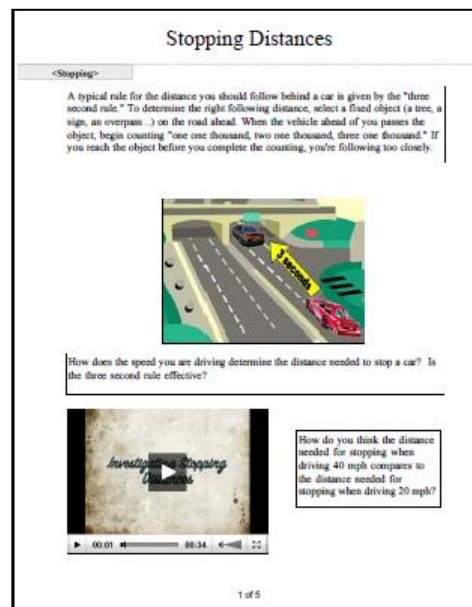 Stopping Distances
<Stopping>
A typical rule for the distance you should follow behind a car is given by the "three
second rule." To determine the right following distance, select a fixed object (a tree, a
sign, an overpass ..) on the road ahead. When the vehicle ahead of you passes the
object, begin counting "one one thousand, two one thousand, three one thousand." If
you reach the object before you complete the counting, you're following too closely.
3 seconds
How does the speed you are driving determine the distance needed to stop a car? Is
the three second rule effective?
Investigating Stopping
Distances
How do you think the distance
needed for stopping when
driving 40 mph compares to
the distance needed for
stopping when driving 20 mph?
00:01
00:34
1 of 5